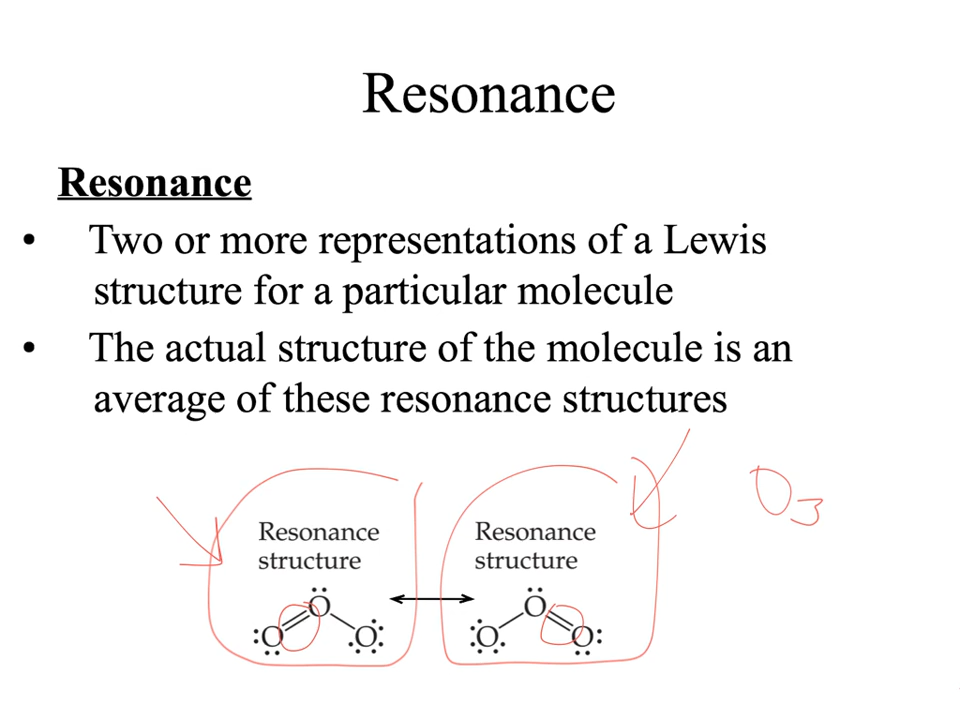 Resonance
Resonance
• Two or more representations of a Lewis
structure for a particular molecule
• The actual structure of the molecule is an
average of these resonance structures
O3
Resonance Resonance
structure structure
Ö Ö
:O O: :O O: